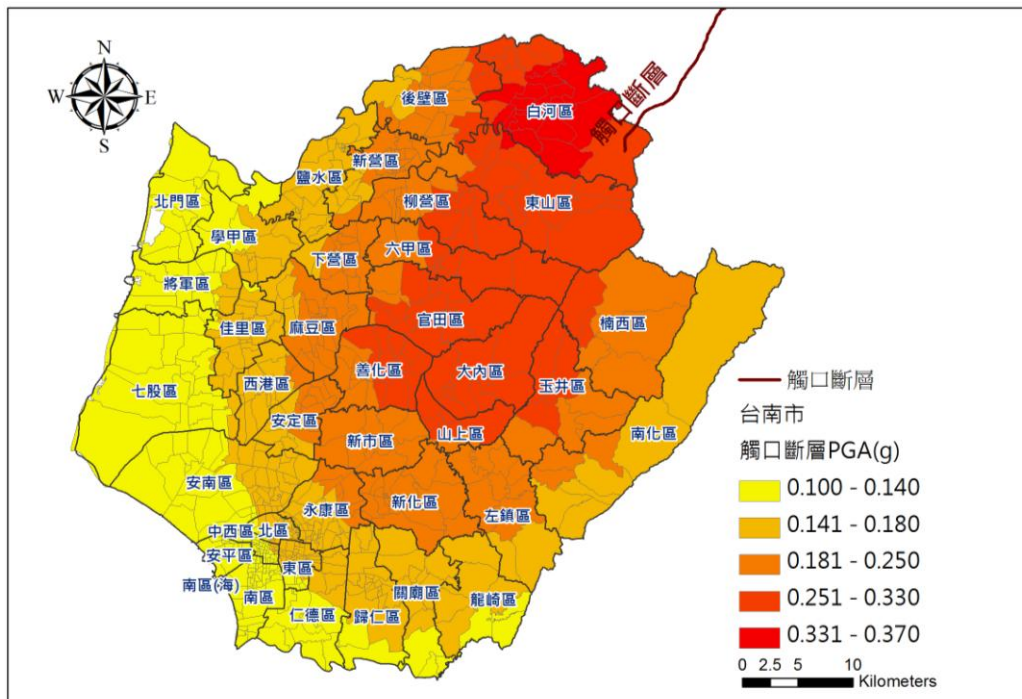 N
W
E
S
觸口斷層
後壁區
白河區
新營區
鹽水區
北門區
柳營區
東山區
學甲區
下營區
六甲區
將軍區
官田區
佳里區
麻豆區
楠西區
善化區
大內區
玉井區
七股區
西港區
安定區
新市區
山上區
南化區
安南區
永康區
新化區
左鎮區
中西區
北區
安平區
東區
南區(海)
南區
仁德區
歸仁區
關廟區
龍崎區
觸口斷層
台南市
觸口斷層PGA(g)
0.100 - 0.140
0.141 - 0.180
0.181 - 0.250
0.251 - 0.330
0.331 - 0.370
0 2.5 5 10
Kilometers